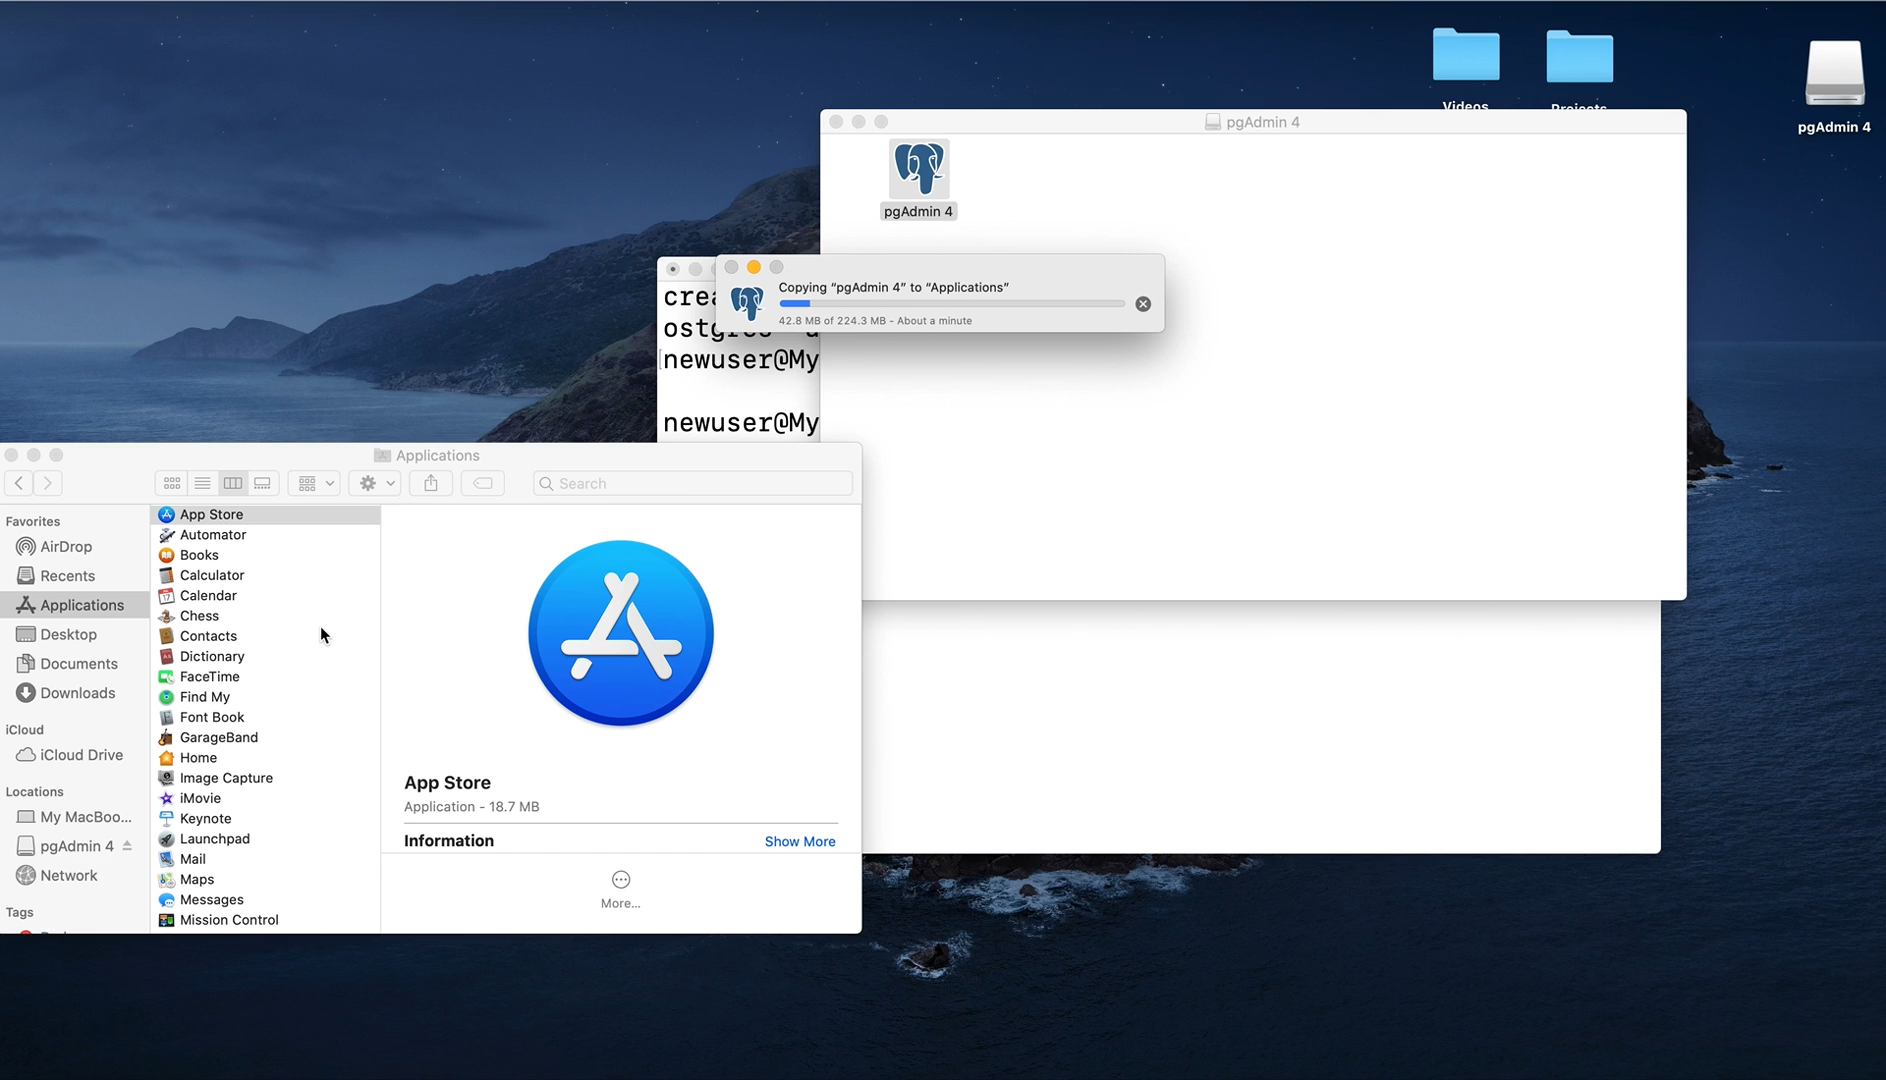 Videos
Projects
pgAdmin 4
pgAdmin 4
pgAdmin 4
Copying “pgAdmin 4” to “Applications”
42.8 MB of 224.3 MB - About a minute
crea
ostgres
newuser@My
newuser@My
Applications
Search
Favorites
AirDrop
Recents
Applications
Desktop
Documents
Downloads
iCloud
iCloud Drive
Locations
My MacBoo...
pgAdmin 4
Network
Tags
App Store
Automator
Books
Calculator
Calendar
Chess
Contacts
Dictionary
FaceTime
Find My
Font Book
GarageBand
Home
Image Capture
iMovie
Keynote
Launchpad
Mail
Maps
Messages
Mission Control
App Store
Application - 18.7 MB
Information
Show More
More...